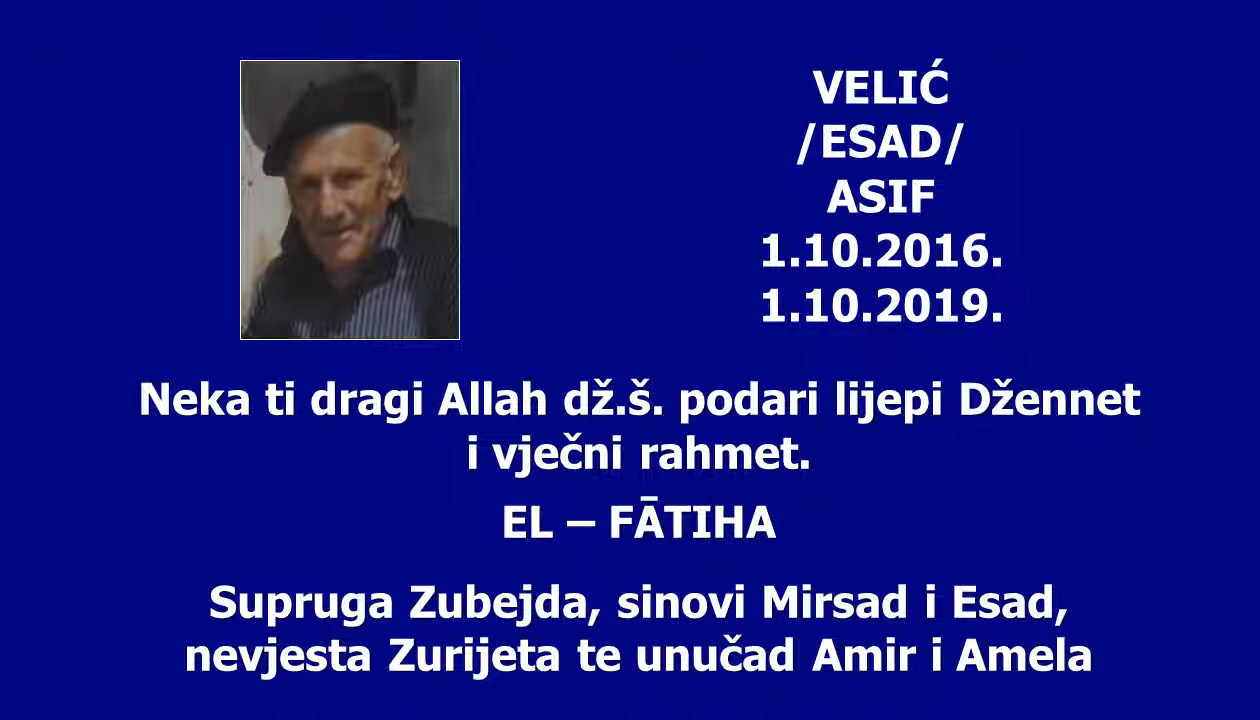 VELIĆ
/ESAD/
ASIF
1.10.2016.
1.10.2019.
Neka ti dragi Allah dž.š. podari lijepi Džennet
i vječni rahmet.
EL – FĀTIHA
Supruga Zubejda, sinovi Mirsad i Esad,
nevjesta Zurijeta te unučad Amir i Amela